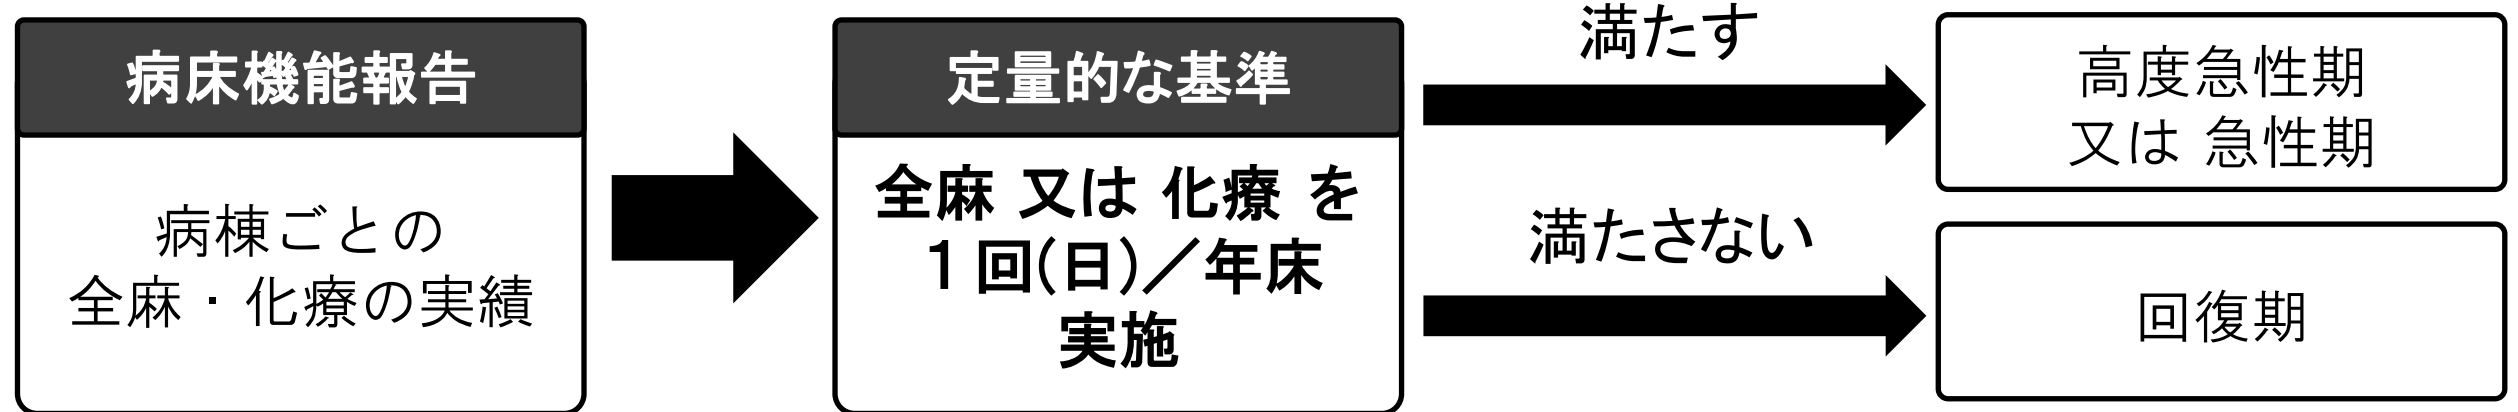 病床機能報告
病棟ごとの
全麻・化療の実績
定量的な基準
全麻又は化療を
1回(日)／年床
実施
満たす
高度急性期
又は 急性期
満たさない
回復期